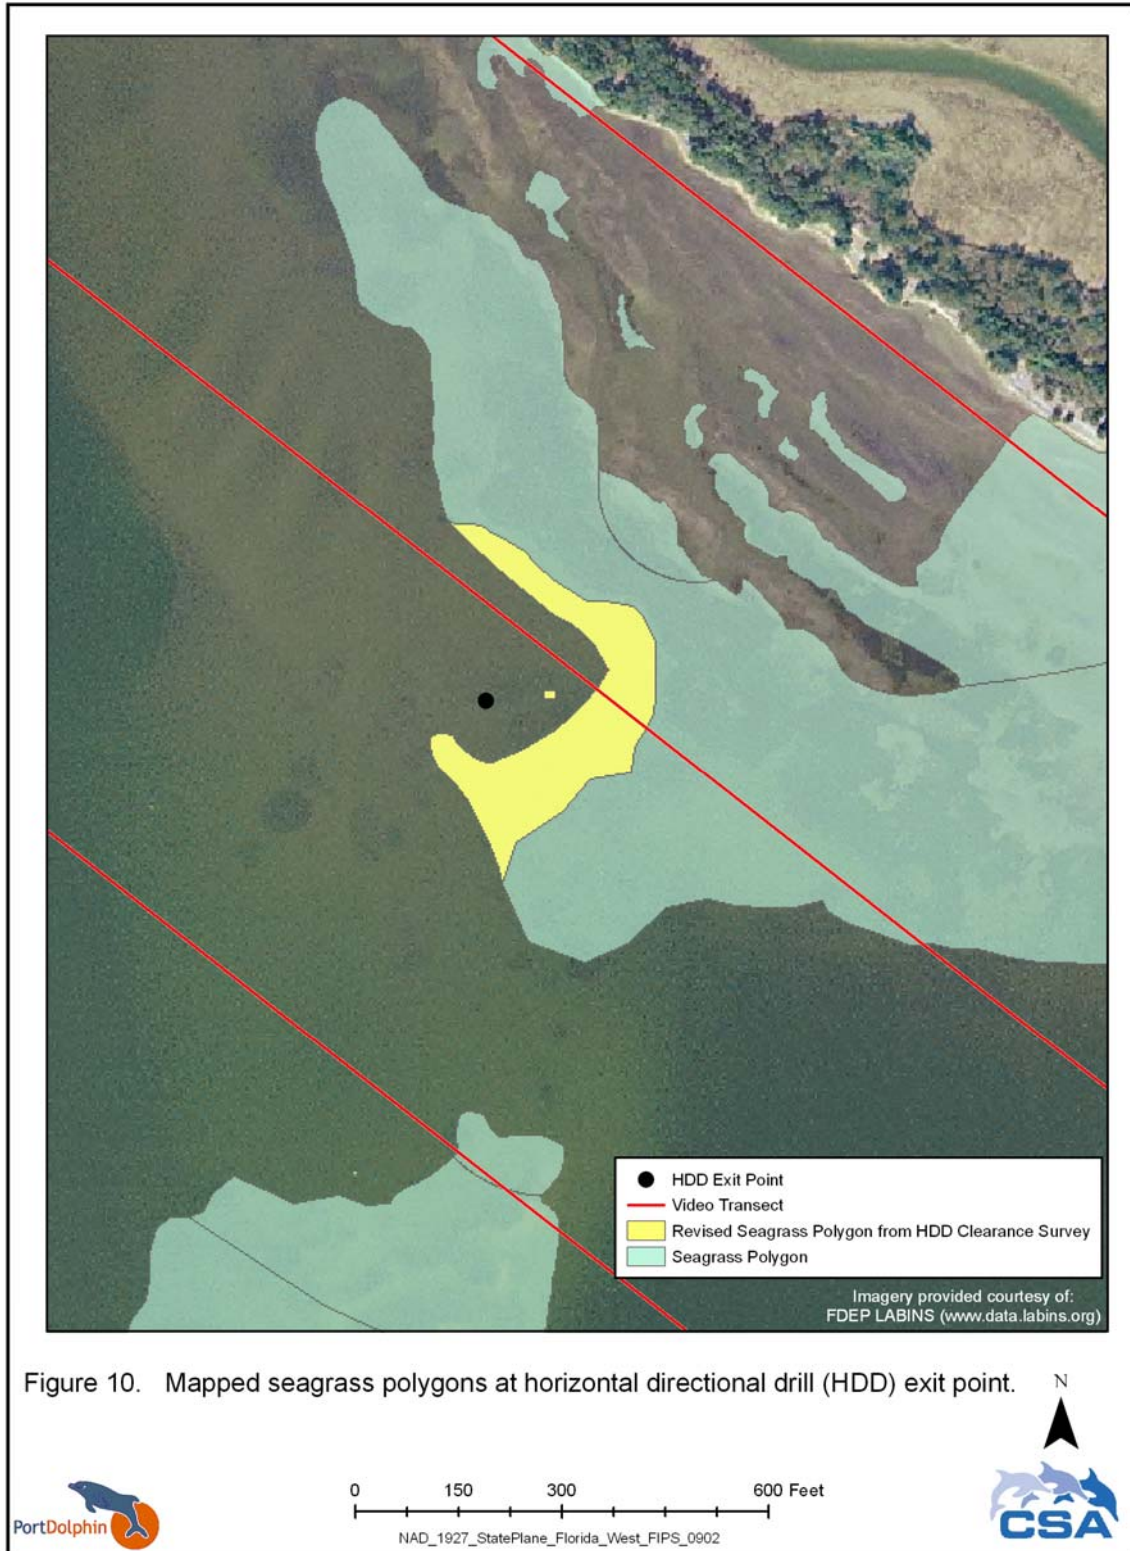 HDD Exit Point
Video Transect
Revised Seagrass Polygon from HDD Clearance Survey
Seagrass Polygon
Imagery provided courtesy of:
FDEP LABINS (www.data.labins.org)
Figure 10. Mapped seagrass polygons at horizontal directional drill (HDD) exit point.
N
PortDolphin
0 150 300 600 Feet
NAD_1927_StatePlane_Florida_West_FIPS_0902
CSA